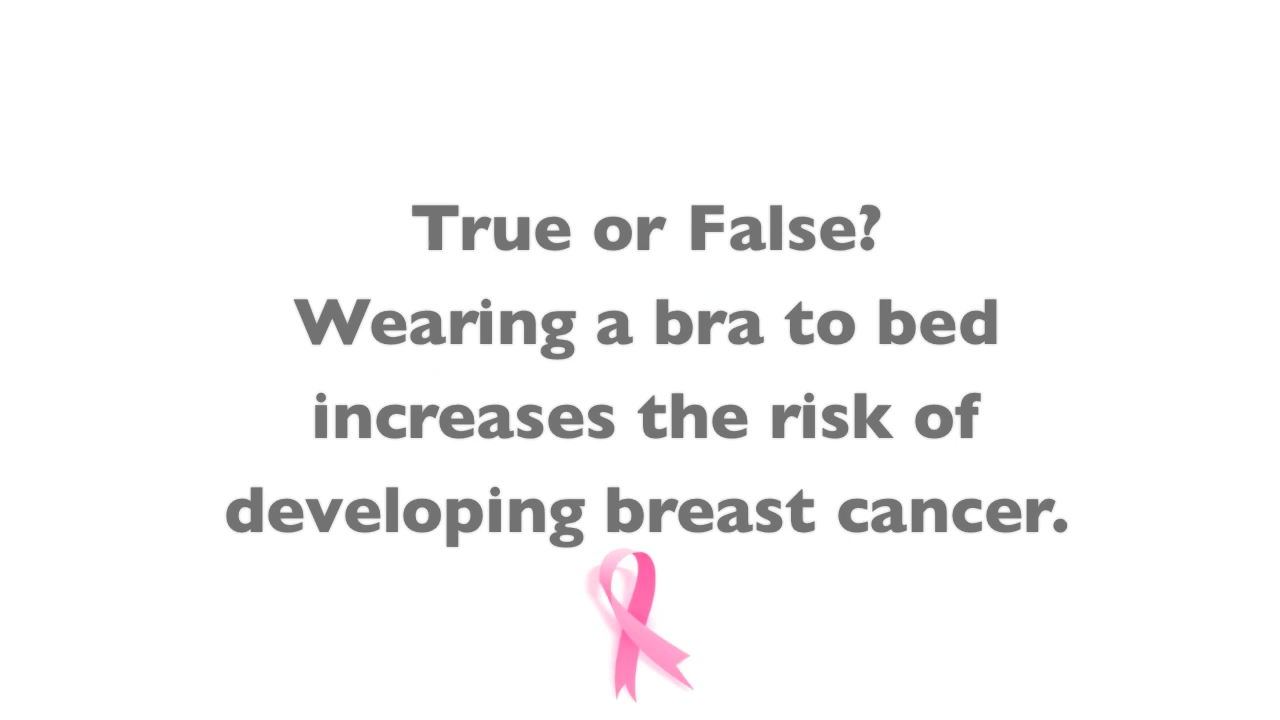 True or False?
Wearing a bra to bed
increases the risk of
developing breast cancer.